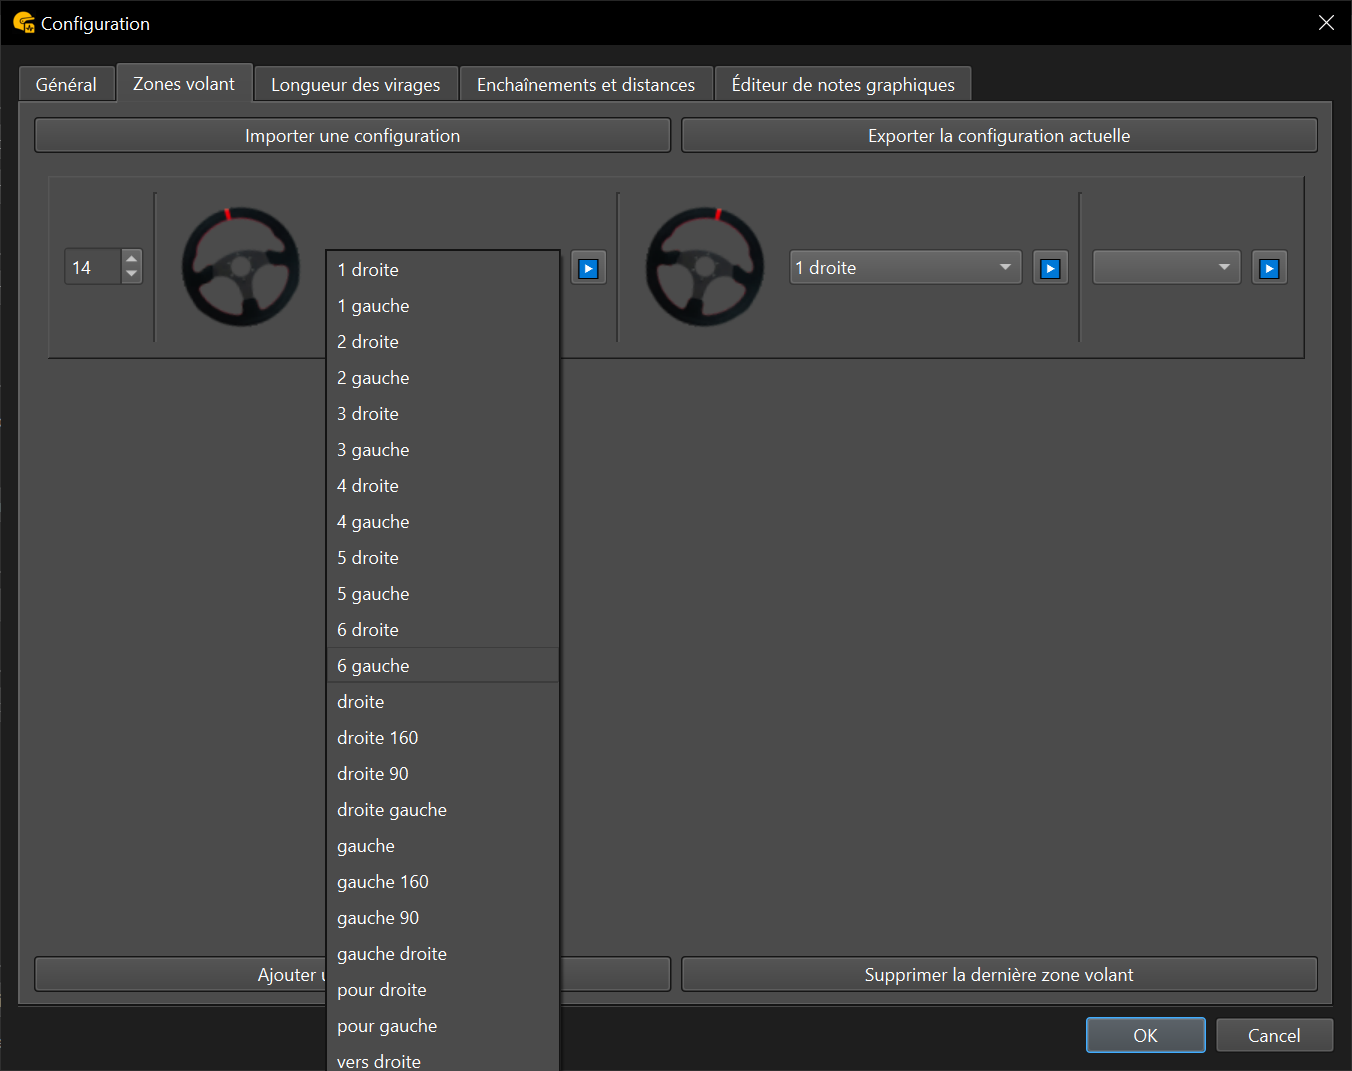 Configuration
Général
Zones volant
Longueur des virages
Enchaînements et distances
Éditeur de notes graphiques
Importer une configuration
Exporter la configuration actuelle
14
1 droite
1 gauche
2 droite
2 gauche
3 droite
3 gauche
4 droite
4 gauche
5 droite
5 gauche
6 droite
6 gauche
droite
droite 160
droite 90
droite gauche
gauche
gauche 160
gauche 90
gauche droite
pour droite
pour gauche
vers droite
1 droite
Ajouter
Supprimer la dernière zone volant
OK
Cancel